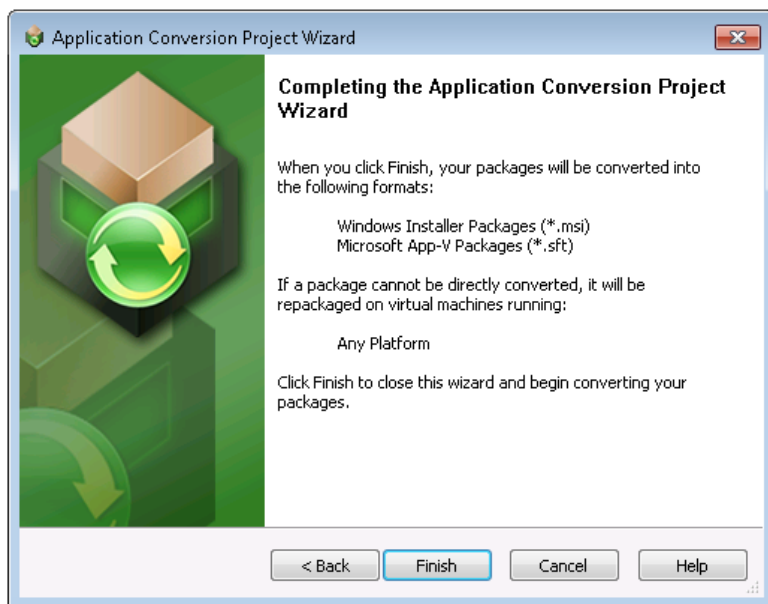 Application Conversion Project Wizard
Completing the Application Conversion Project
Wizard
When you click Finish, your packages will be converted into
the following formats:
Windows Installer Packages (*.msi)
Microsoft App-V Packages (*.sft)
If a package cannot be directly converted, it will be
repackaged on virtual machines running:
Any Platform
Click Finish to close this wizard and begin converting your
packages.
< Back Finish Cancel Help